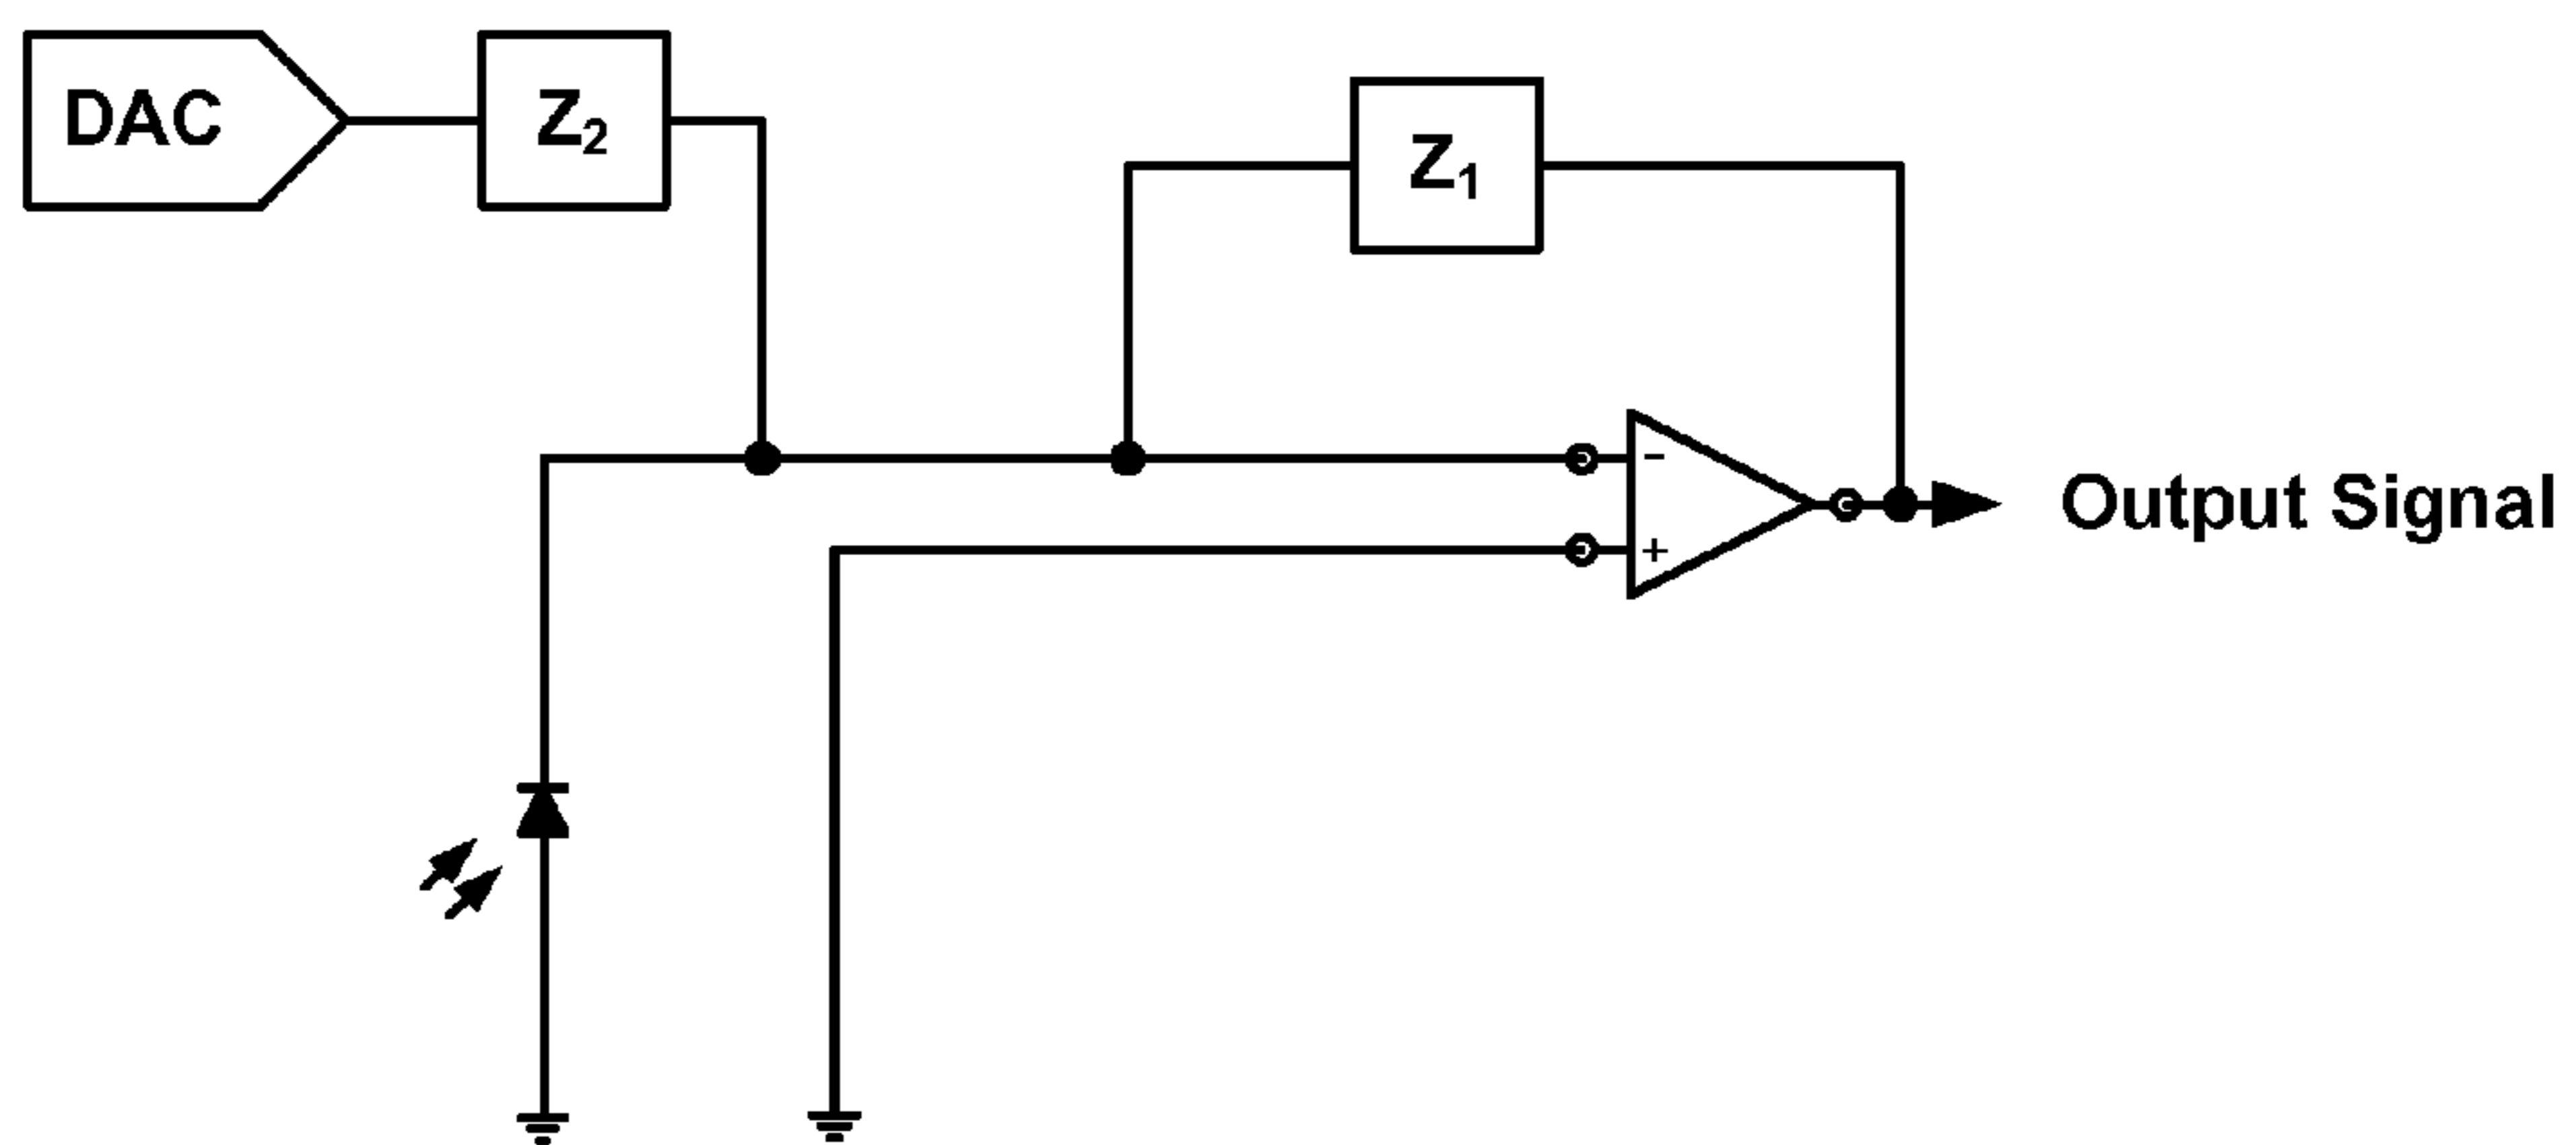 DAC
Z₂
Z₁
-
+
Output Signal